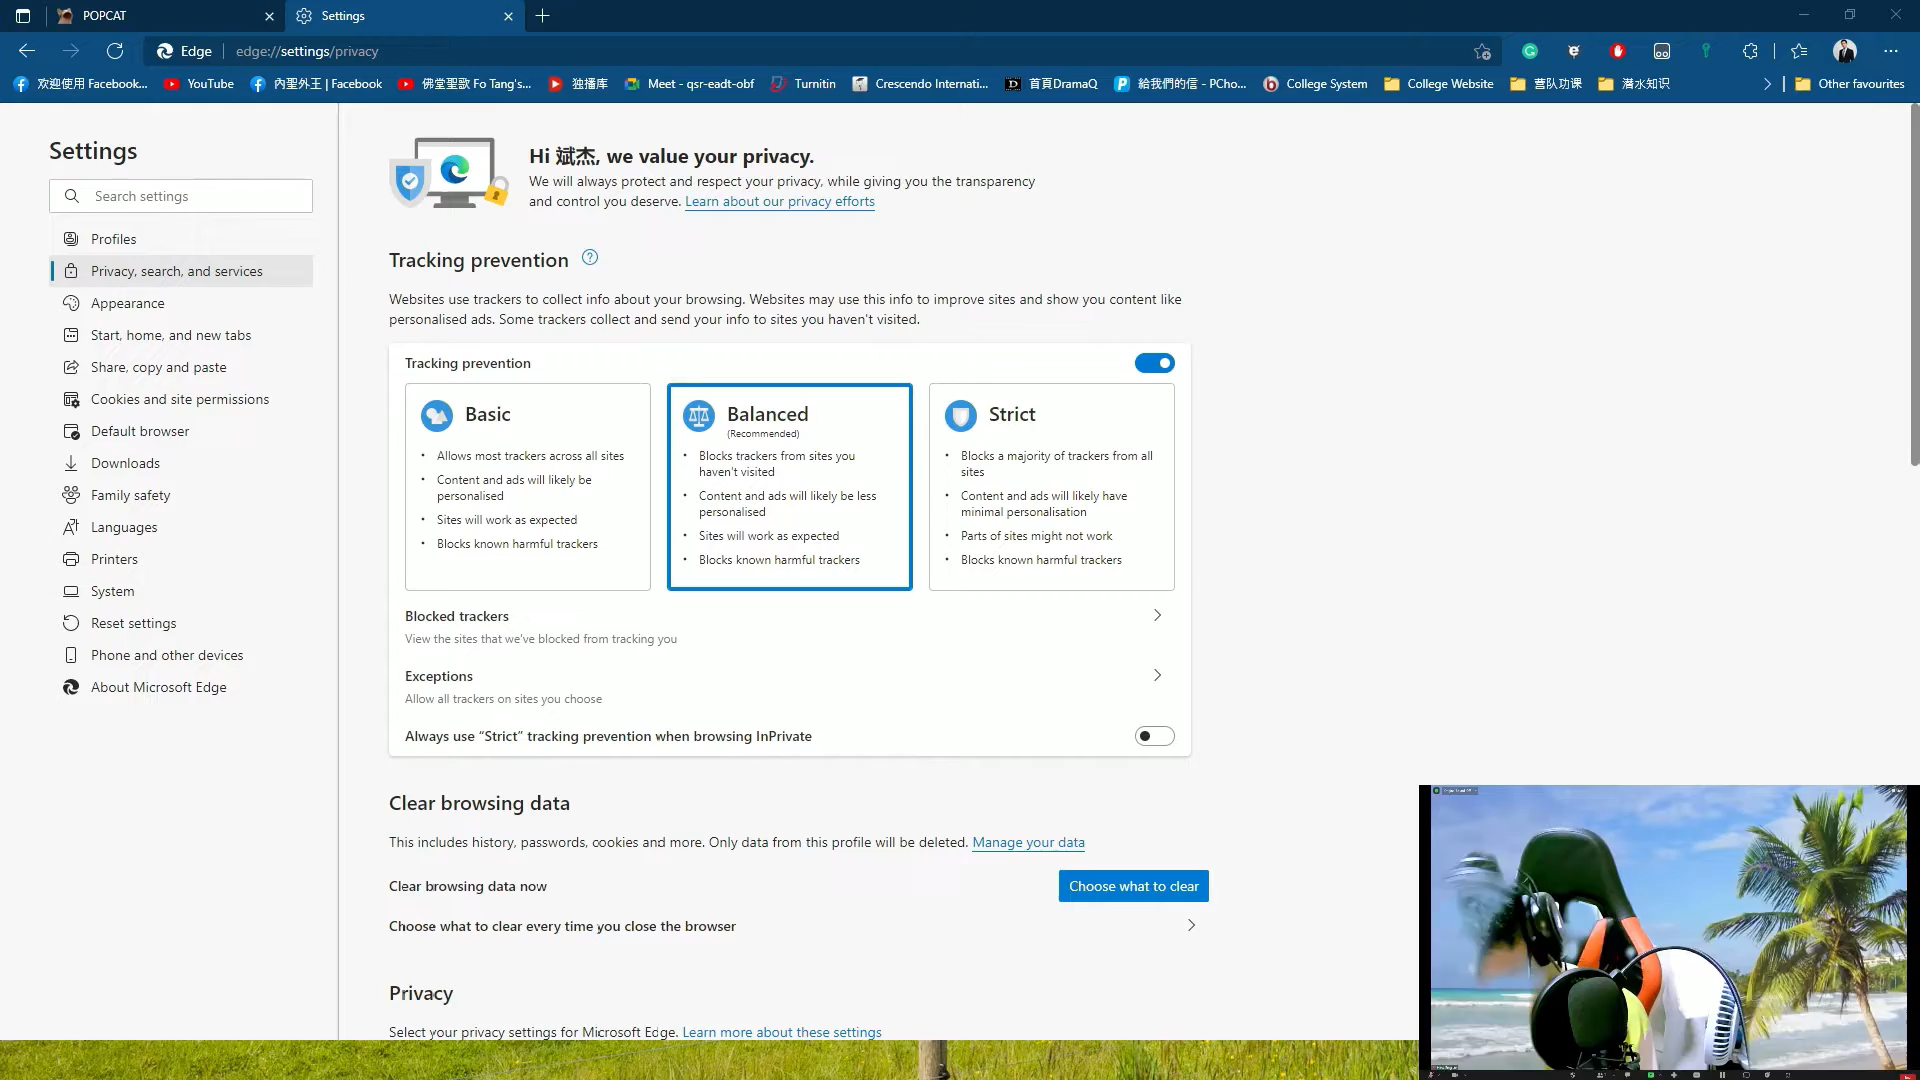 POPCAT
Settings
Edge
edge://settings/privacy
欢迎使用 Facebook...
YouTube
內聖外王 | Facebook
佛堂聖歌 Fo Tang's...
独播库
Meet - qsr-eadt-obf
Turnitin
Crescendo Internati...
首頁DramaQ
給我們的信 - PCho...
College System
College Website
营队功课
潜水知识
Other favourites
Settings
Search settings
Profiles
Privacy, search, and services
Appearance
Start, home, and new tabs
Share, copy and paste
Cookies and site permissions
Default browser
Downloads
Family safety
Languages
Printers
System
Reset settings
Phone and other devices
About Microsoft Edge
Hi 斌杰, we value your privacy.
We will always protect and respect your privacy, while giving you the transparency
and control you deserve. Learn about our privacy efforts
Tracking prevention
Websites use trackers to collect info about your browsing. Websites may use this info to improve sites and show you content like
personalised ads. Some trackers collect and send your info to sites you haven't visited.
Tracking prevention
Basic
Allows most trackers across all sites
Content and ads will likely be
personalised
Sites will work as expected
Blocks known harmful trackers
Balanced
(Recommended)
Blocks trackers from sites you
haven't visited
Content and ads will likely be less
personalised
Sites will work as expected
Blocks known harmful trackers
Strict
Blocks a majority of trackers from all
sites
Content and ads will likely have
minimal personalisation
Parts of sites might not work
Blocks known harmful trackers
Blocked trackers
View the sites that we've blocked from tracking you
Exceptions
Allow all trackers on sites you choose
Always use “Strict” tracking prevention when browsing InPrivate
Clear browsing data
This includes history, passwords, cookies and more. Only data from this profile will be deleted. Manage your data
Clear browsing data now
Choose what to clear
Choose what to clear every time you close the browser
Privacy
Select your privacy settings for Microsoft Edge. Learn more about these settings